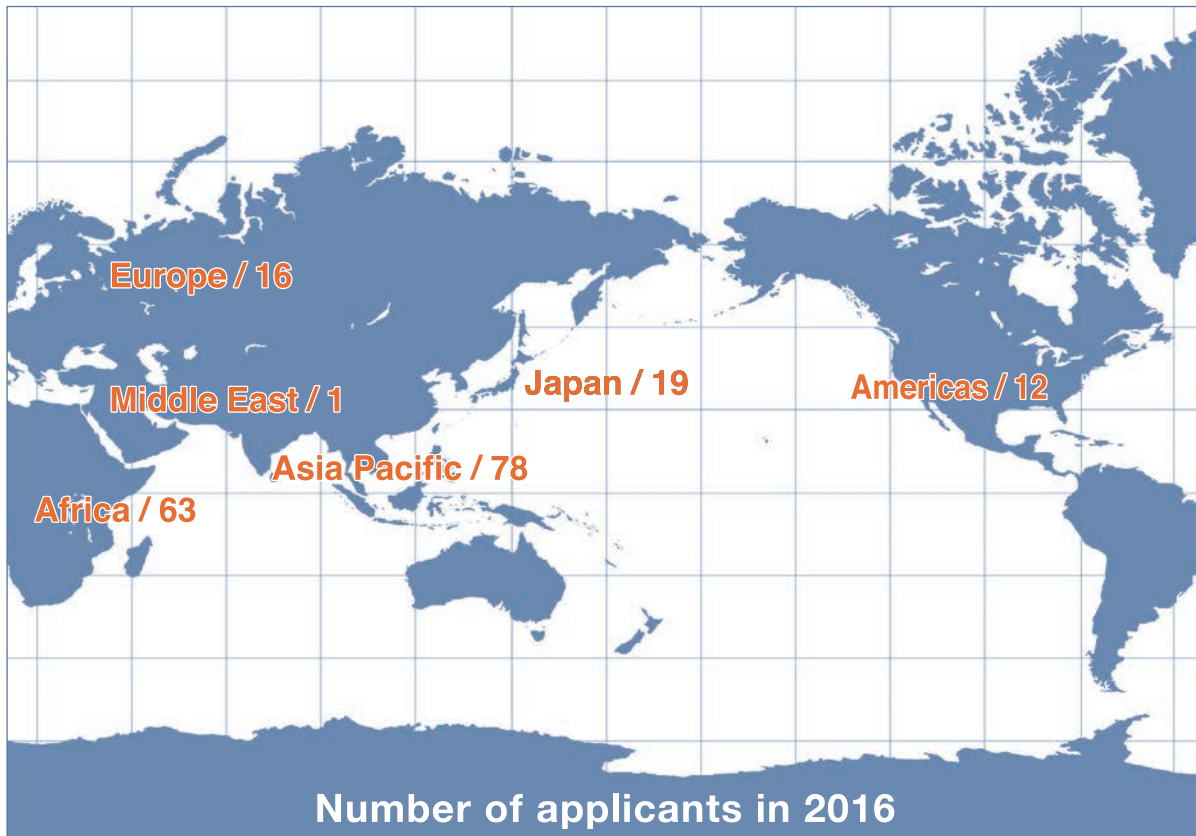 Europe / 16
Middle East / 1
Japan / 19
Americas / 12
Asia Pacific / 78
Africa / 63
Number of applicants in 2016